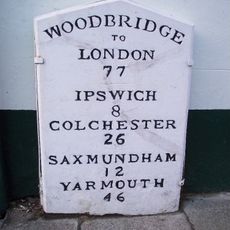 WOODBRIDGE
TO
LONDON
77
IPSWICH
8
COLCHESTER
26
SAXMUNDHAM
12
YARMOUTH
46